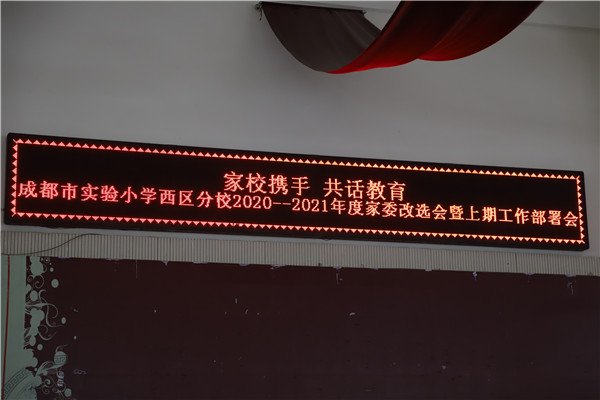 家校携手 共话教育
成都市实验小学西区分校2020--2021年度家委改选会暨上期工作部署会